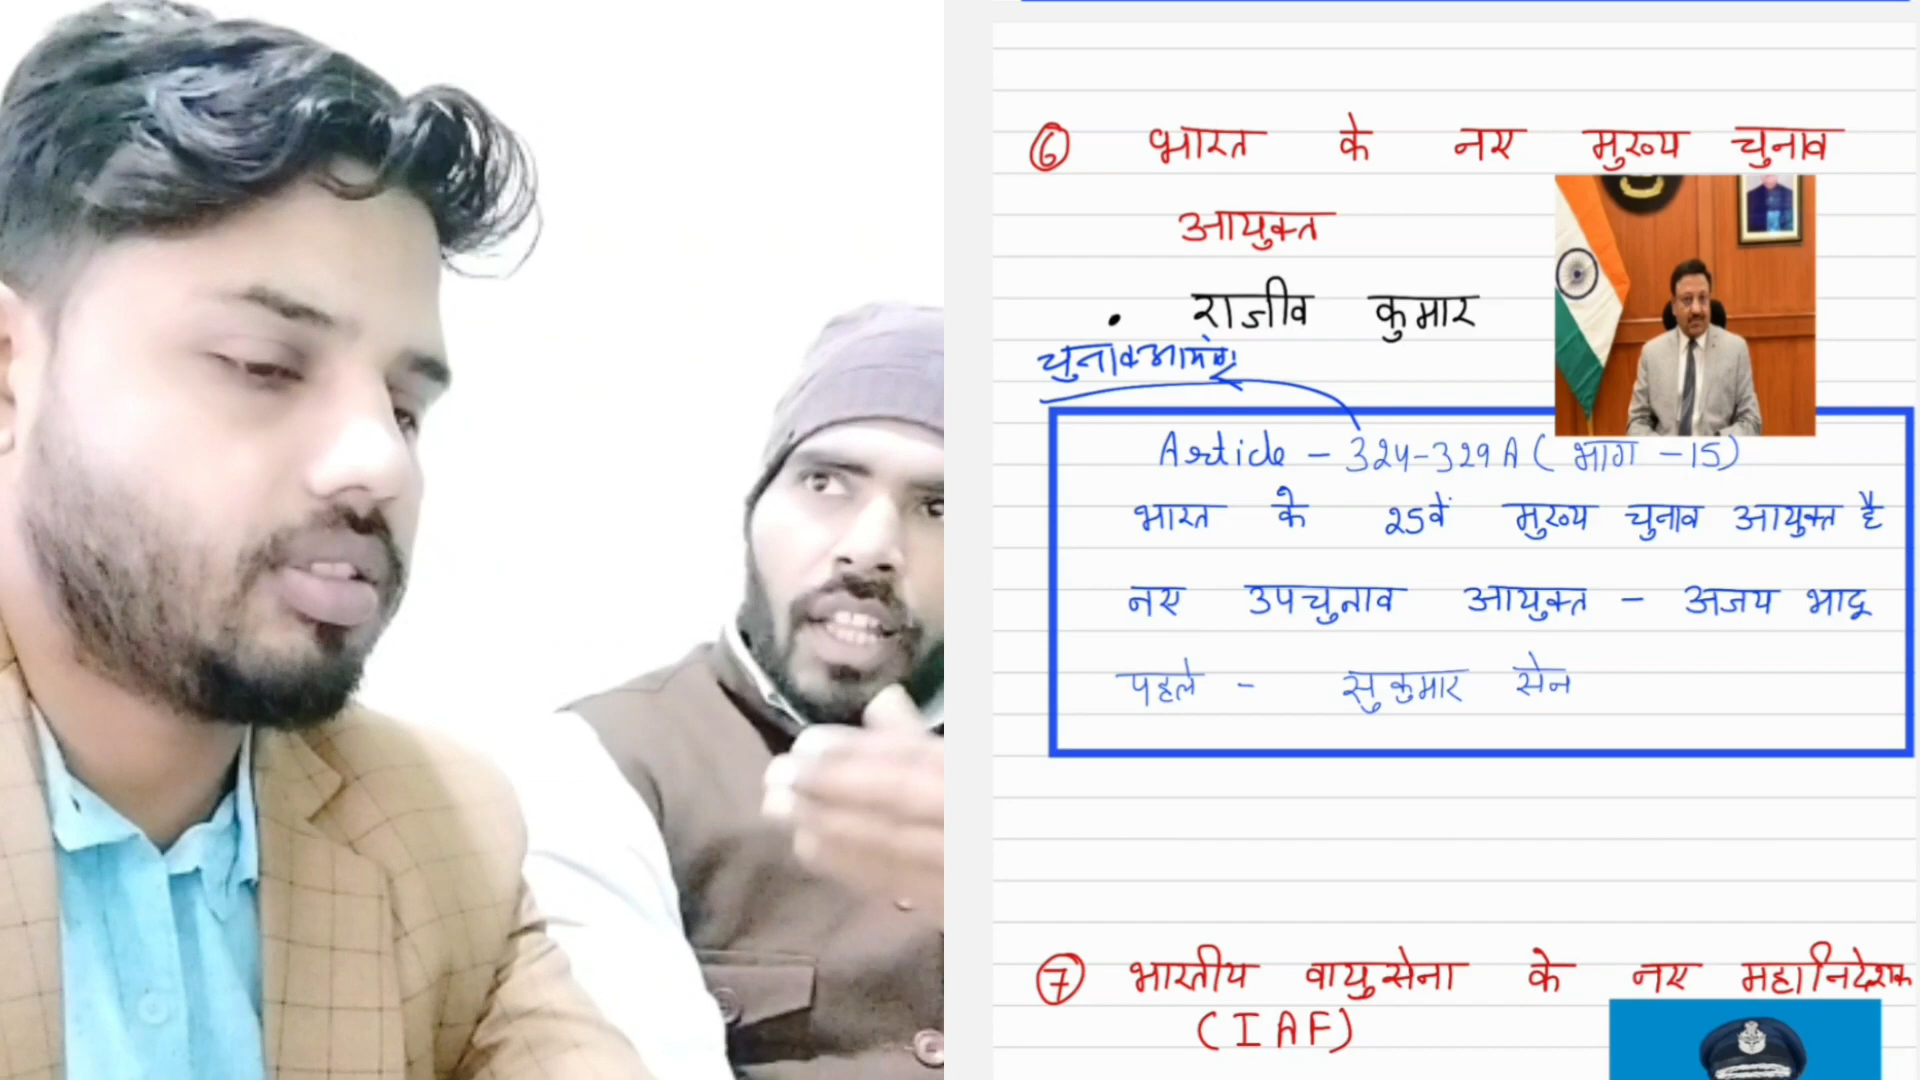 ⑥ भारत के नए मुख्य चुनाव
आयुक्त
• राजीव कुमार
चुनाव आयोग
Article - 324-329A ( भाग -15)
भारत के 25वें मुख्य चुनाव आयुक्त है
नए उपचुनाव आयुक्त - अजय भादू
पहले - सुकुमार सेन
⑦ भारतीय वायुसेना के नए महानिदेशक
(IAF)